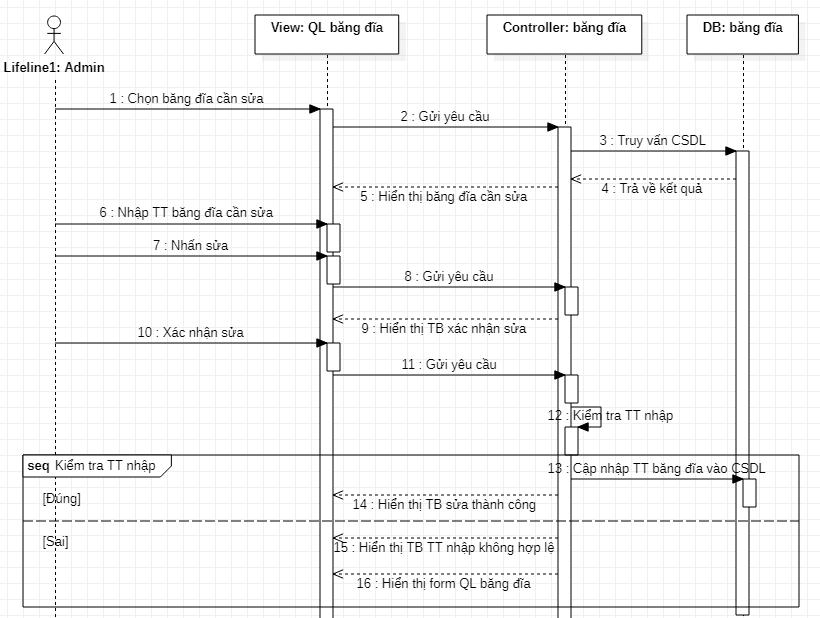 View: QL băng đĩa
Controller: băng đĩa
DB: băng đĩa
Lifeline1: Admin
1 : Chọn băng đĩa cần sửa
2 : Gửi yêu cầu
3 : Truy vấn CSDL
4 : Trả về kết quả
5 : Hiển thị băng đĩa cần sửa
6 : Nhập TT băng đĩa cần sửa
7 : Nhấn sửa
8 : Gửi yêu cầu
9 : Hiển thị TB xác nhận sửa
10 : Xác nhận sửa
11 : Gửi yêu cầu
12 : Kiểm tra TT nhập
seq Kiểm tra TT nhập
13 : Cập nhập TT băng đĩa vào CSDL
[Đúng]
14 : Hiển thị TB sửa thành công
[Sai]
15 : Hiển thị TB TT nhập không hợp lệ
16 : Hiển thị form QL băng đĩa